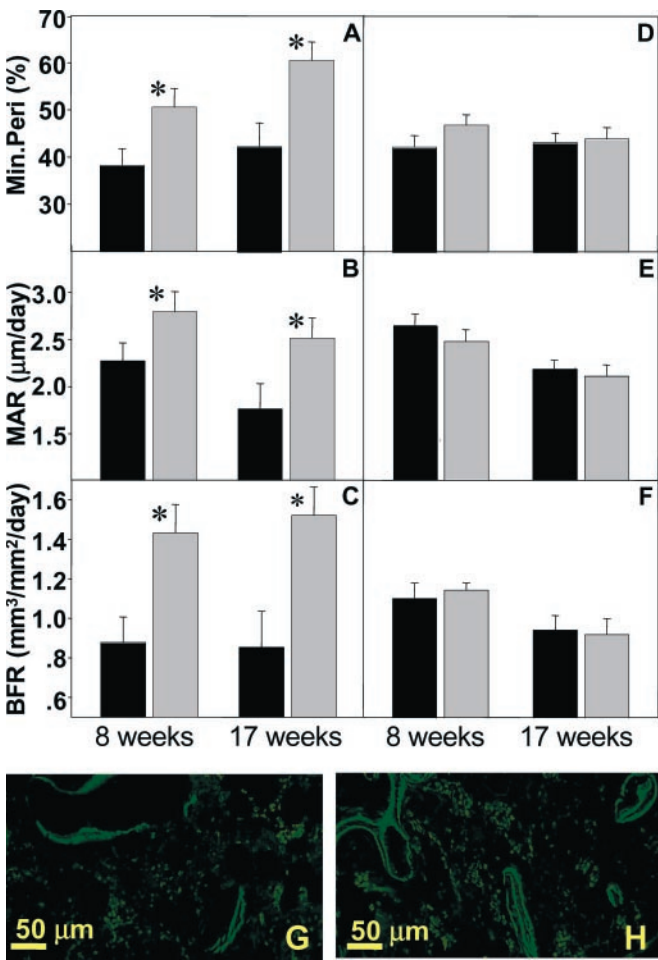 70
60
50
40
30
Min.Peri (%)
A
*
*
D
3.0
2.5
2.0
1.5
MAR (µm/day)
B
*
*
E
1.6
1.4
1.2
1.0
.8
.6
BFR (mm³/mm²/day)
C
*
*
F
8 weeks 17 weeks 8 weeks 17 weeks
50 µm G 50 µm H